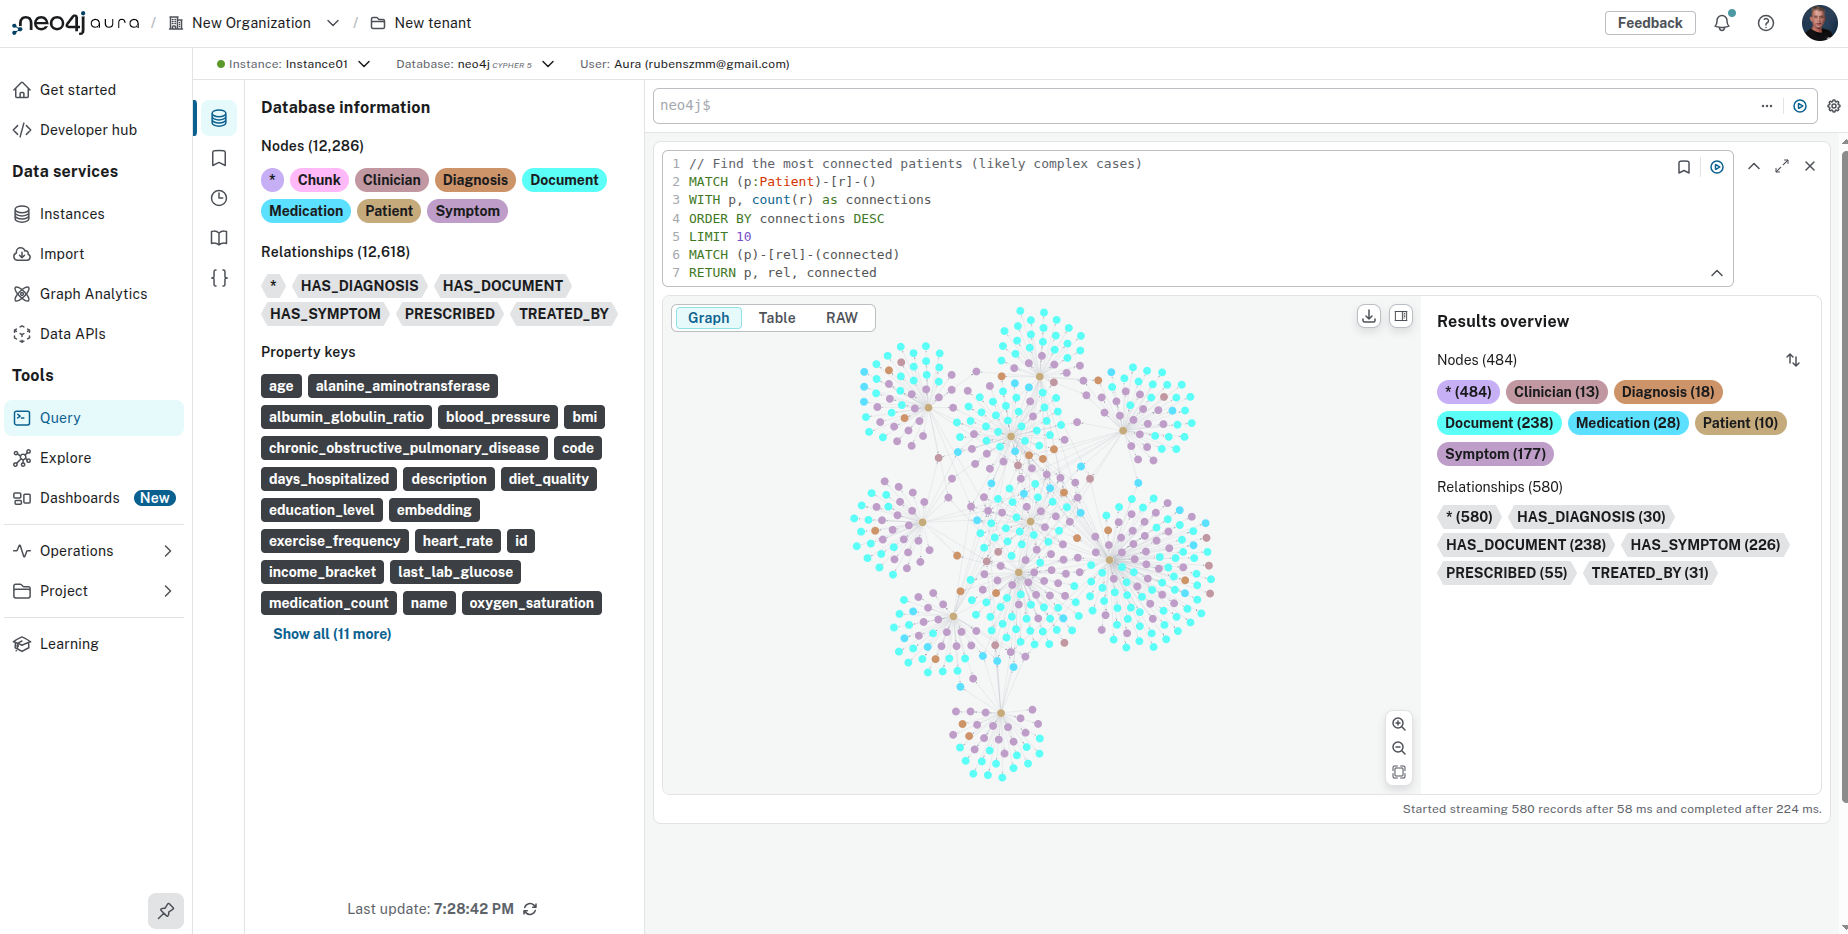 neo4j aura / New Organization / New tenant Feedback
Instance: Instance01 Database: neo4j CYPHER 5 User: Aura (rubenszmm@gmail.com)
Get started
Developer hub
Data services
Instances
Import
Graph Analytics
Data APIs
Tools
Query
Explore
Dashboards New
Operations
Project
Learning
Database information
Nodes (12,286)
* Chunk Clinician Diagnosis Document
Medication Patient Symptom
Relationships (12,618)
* HAS_DIAGNOSIS HAS_DOCUMENT
HAS_SYMPTOM PRESCRIBED TREATED_BY
Property keys
age alanine_aminotransferase
albumin_globulin_ratio blood_pressure bmi
chronic_obstructive_pulmonary_disease code
days_hospitalized description diet_quality
education_level embedding
exercise_frequency heart_rate id
income_bracket last_lab_glucose
medication_count name oxygen_saturation
Show all (11 more)
Last update: 7:28:42 PM
neo4j$
1 // Find the most connected patients (likely complex cases)
2 MATCH (p:Patient)-[r]-()
3 WITH p, count(r) as connections
4 ORDER BY connections DESC
5 LIMIT 10
6 MATCH (p)-[rel]-(connected)
7 RETURN p, rel, connected
Graph Table RAW
Results overview
Nodes (484)
* (484) Clinician (13) Diagnosis (18)
Document (238) Medication (28) Patient (10)
Symptom (177)
Relationships (580)
* (580) HAS_DIAGNOSIS (30)
HAS_DOCUMENT (238) HAS_SYMPTOM (226)
PRESCRIBED (55) TREATED_BY (31)
Started streaming 580 records after 58 ms and completed after 224 ms.